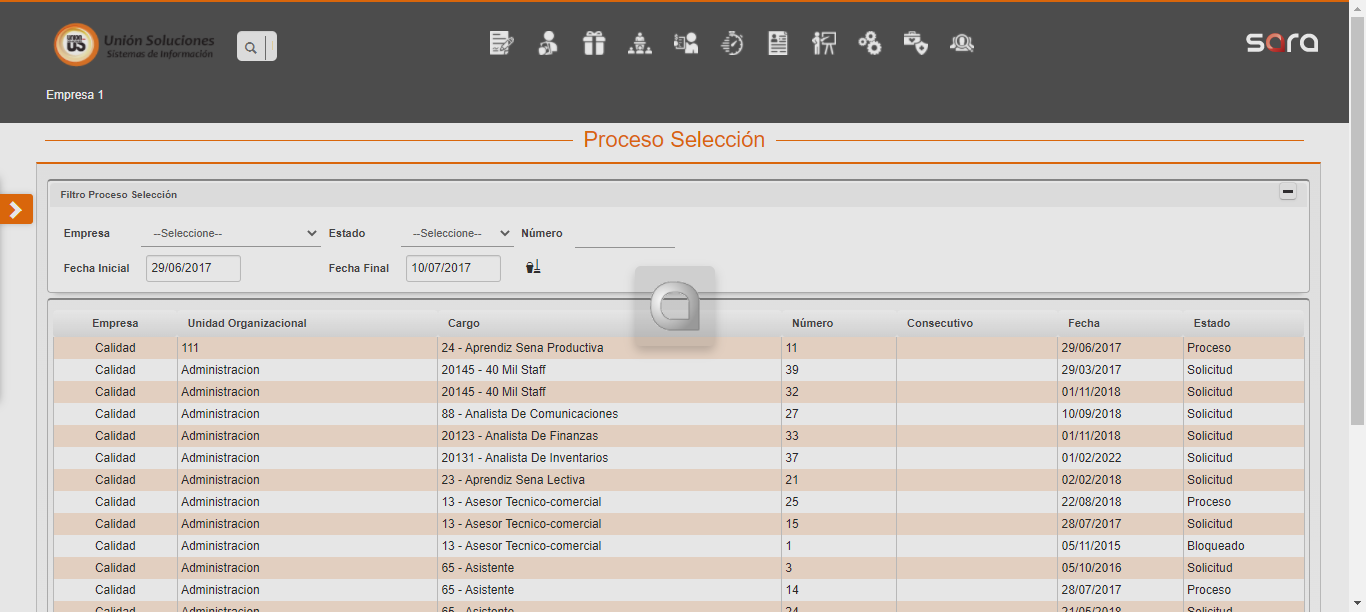 UNION
US
Unión Soluciones
Sistemas de Información
sara
Empresa 1
Proceso Selección
Filtro Proceso Selección
Empresa --Seleccione-- Estado --Seleccione-- Número
Fecha Inicial 29/06/2017 Fecha Final 10/07/2017
Empresa Unidad Organizacional Cargo Número Consecutivo Fecha Estado
Calidad 111 24 - Aprendiz Sena Productiva 11 29/06/2017 Proceso
Calidad Administracion 20145 - 40 Mil Staff 39 29/03/2017 Solicitud
Calidad Administracion 20145 - 40 Mil Staff 32 01/11/2018 Solicitud
Calidad Administracion 88 - Analista De Comunicaciones 27 10/09/2018 Solicitud
Calidad Administracion 20123 - Analista De Finanzas 33 01/11/2018 Solicitud
Calidad Administracion 20131 - Analista De Inventarios 37 01/02/2022 Solicitud
Calidad Administracion 23 - Aprendiz Sena Lectiva 21 02/02/2018 Solicitud
Calidad Administracion 13 - Asesor Tecnico-comercial 25 22/08/2018 Proceso
Calidad Administracion 13 - Asesor Tecnico-comercial 15 28/07/2017 Solicitud
Calidad Administracion 13 - Asesor Tecnico-comercial 1 05/11/2015 Bloqueado
Calidad Administracion 65 - Asistente 3 05/10/2016 Solicitud
Calidad Administracion 65 - Asistente 14 28/07/2017 Proceso
Calidad Administracion 65 - Asistente 24 21/05/2018 Solicitud